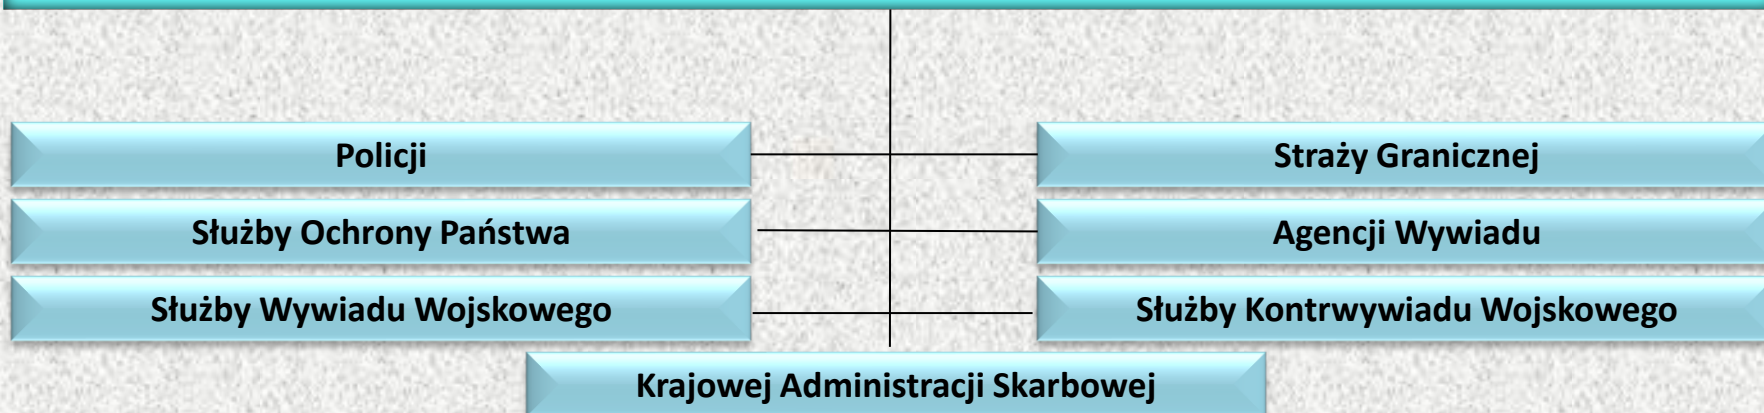 Policji
Straży Granicznej
Służby Ochrony Państwa
Agencji Wywiadu
Służby Wywiadu Wojskowego
Służby Kontrwywiadu Wojskowego
Krajowej Administracji Skarbowej